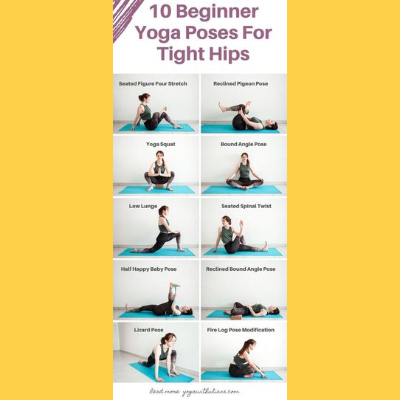 10 Beginner
Yoga Poses For
Tight Hips
Seated Figure Four Stretch
Reclined Pigeon Pose
Yoga Squat
Bound Angle Pose
Low Lunge
Seated Spinal Twist
Half Happy Baby Pose
Reclined Bound Angle Pose
Lizard Pose
Fire Log Pose Modification
Read more